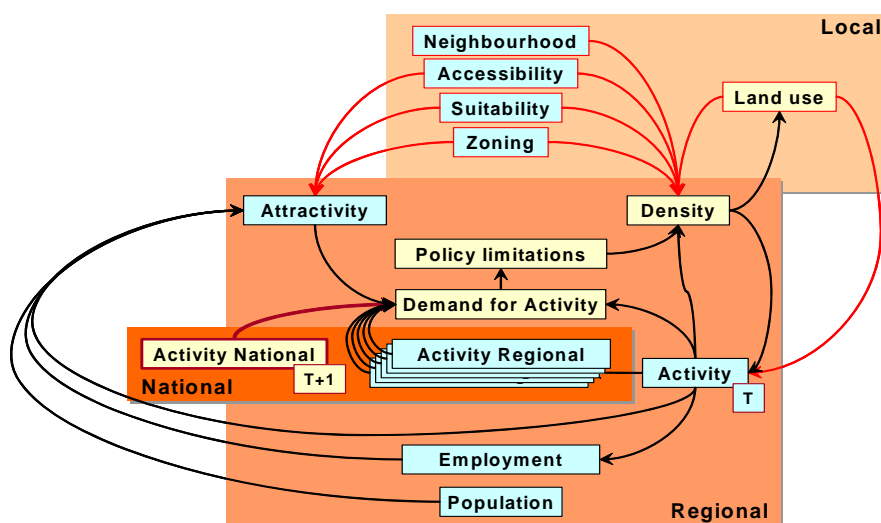 Local
Neighbourhood
Accessibility
Land use
Suitability
Zoning
Attractivity
Density
Policy limitations
Demand for Activity
Activity National
Activity Regional
T+1
National
Activity
T
Employment
Population
Regional